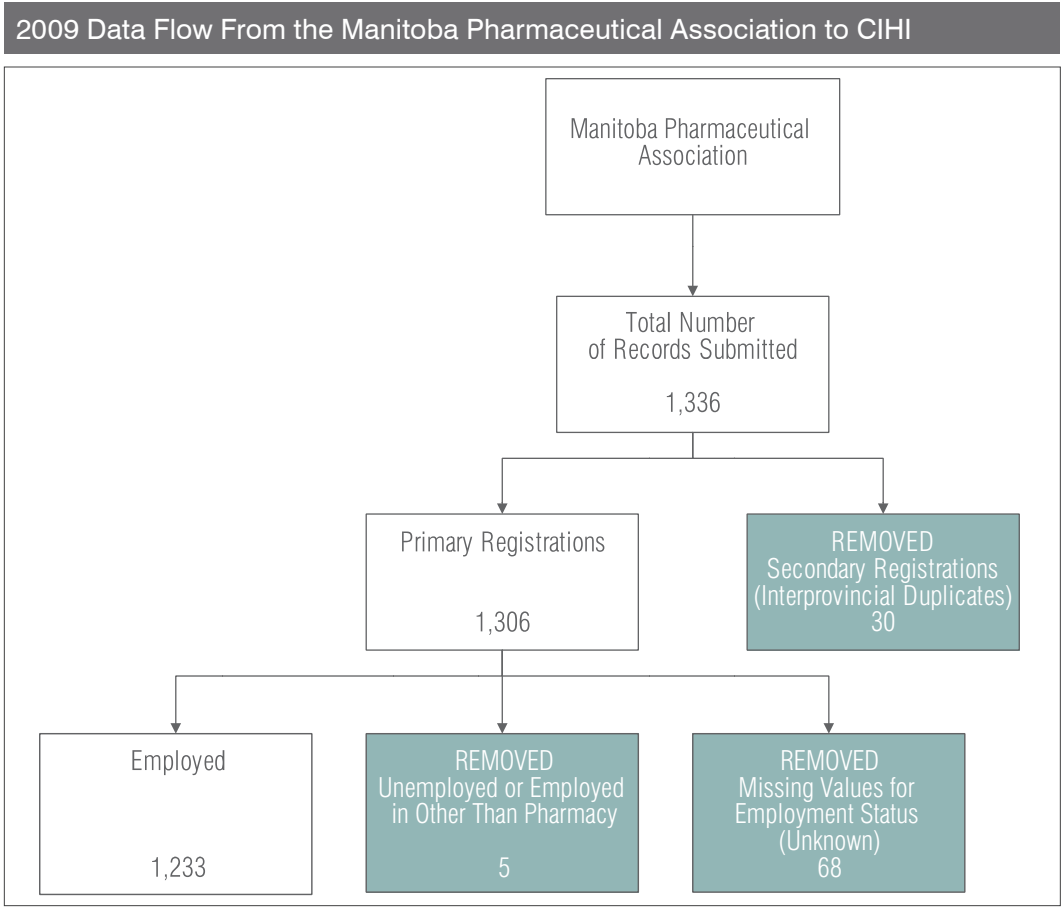 2009 Data Flow From the Manitoba Pharmaceutical Association to CIHI
Manitoba Pharmaceutical
Association
Total Number
of Records Submitted
1,336
Primary Registrations
1,306
REMOVED
Secondary Registrations
(Interprovincial Duplicates)
30
Employed
1,233
REMOVED
Unemployed or Employed
in Other Than Pharmacy
5
REMOVED
Missing Values for
Employment Status
(Unknown)
68